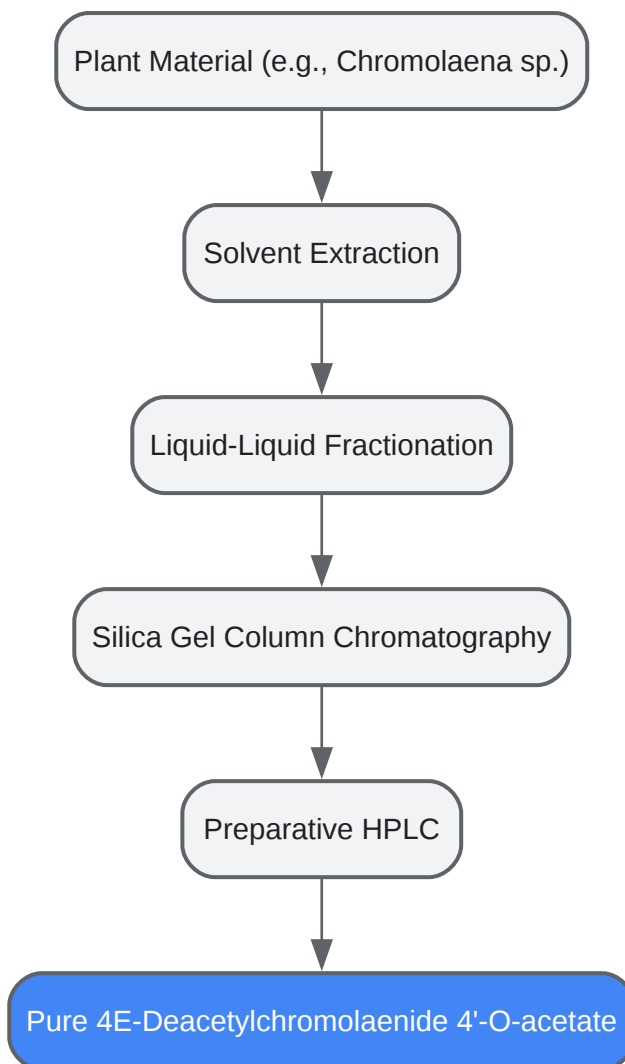 Plant Material (e.g., Chromolaena sp.)
Solvent Extraction
Liquid-Liquid Fractionation
Silica Gel Column Chromatography
Preparative HPLC
Pure 4E-Deacetylchromolaenide 4'-O-acetate